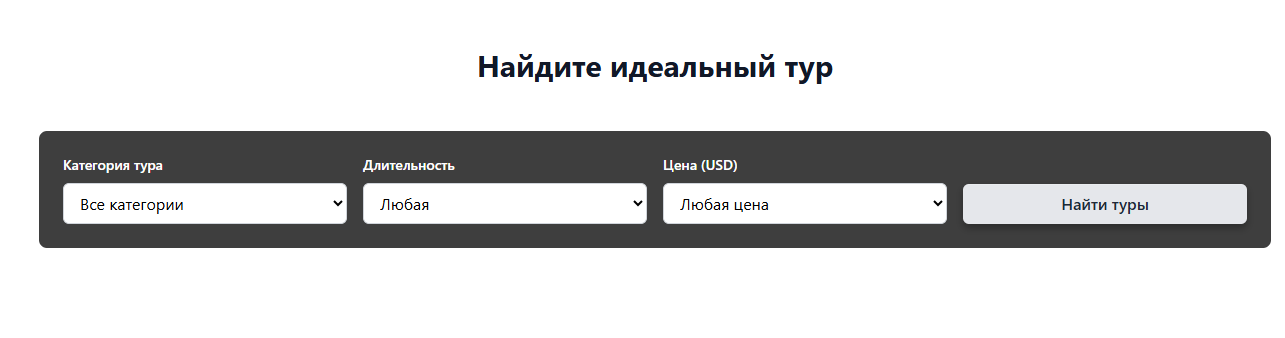 Найдите идеальный тур
Категория тура Длительность Цена (USD)
Все категории Любая Любая цена Найти туры